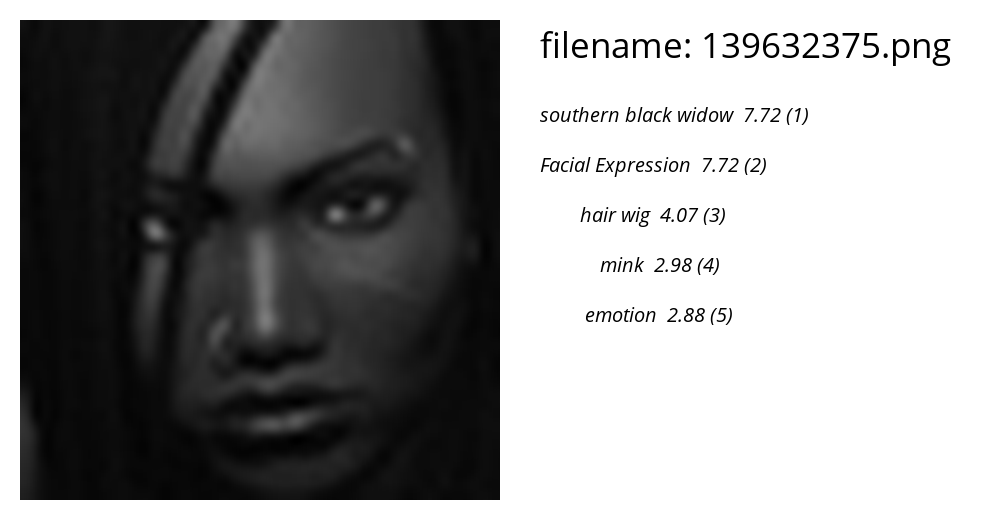 filename: 139632375.png
southern black widow 7.72 (1)
Facial Expression 7.72 (2)
hair wig 4.07 (3)
mink 2.98 (4)
emotion 2.88 (5)